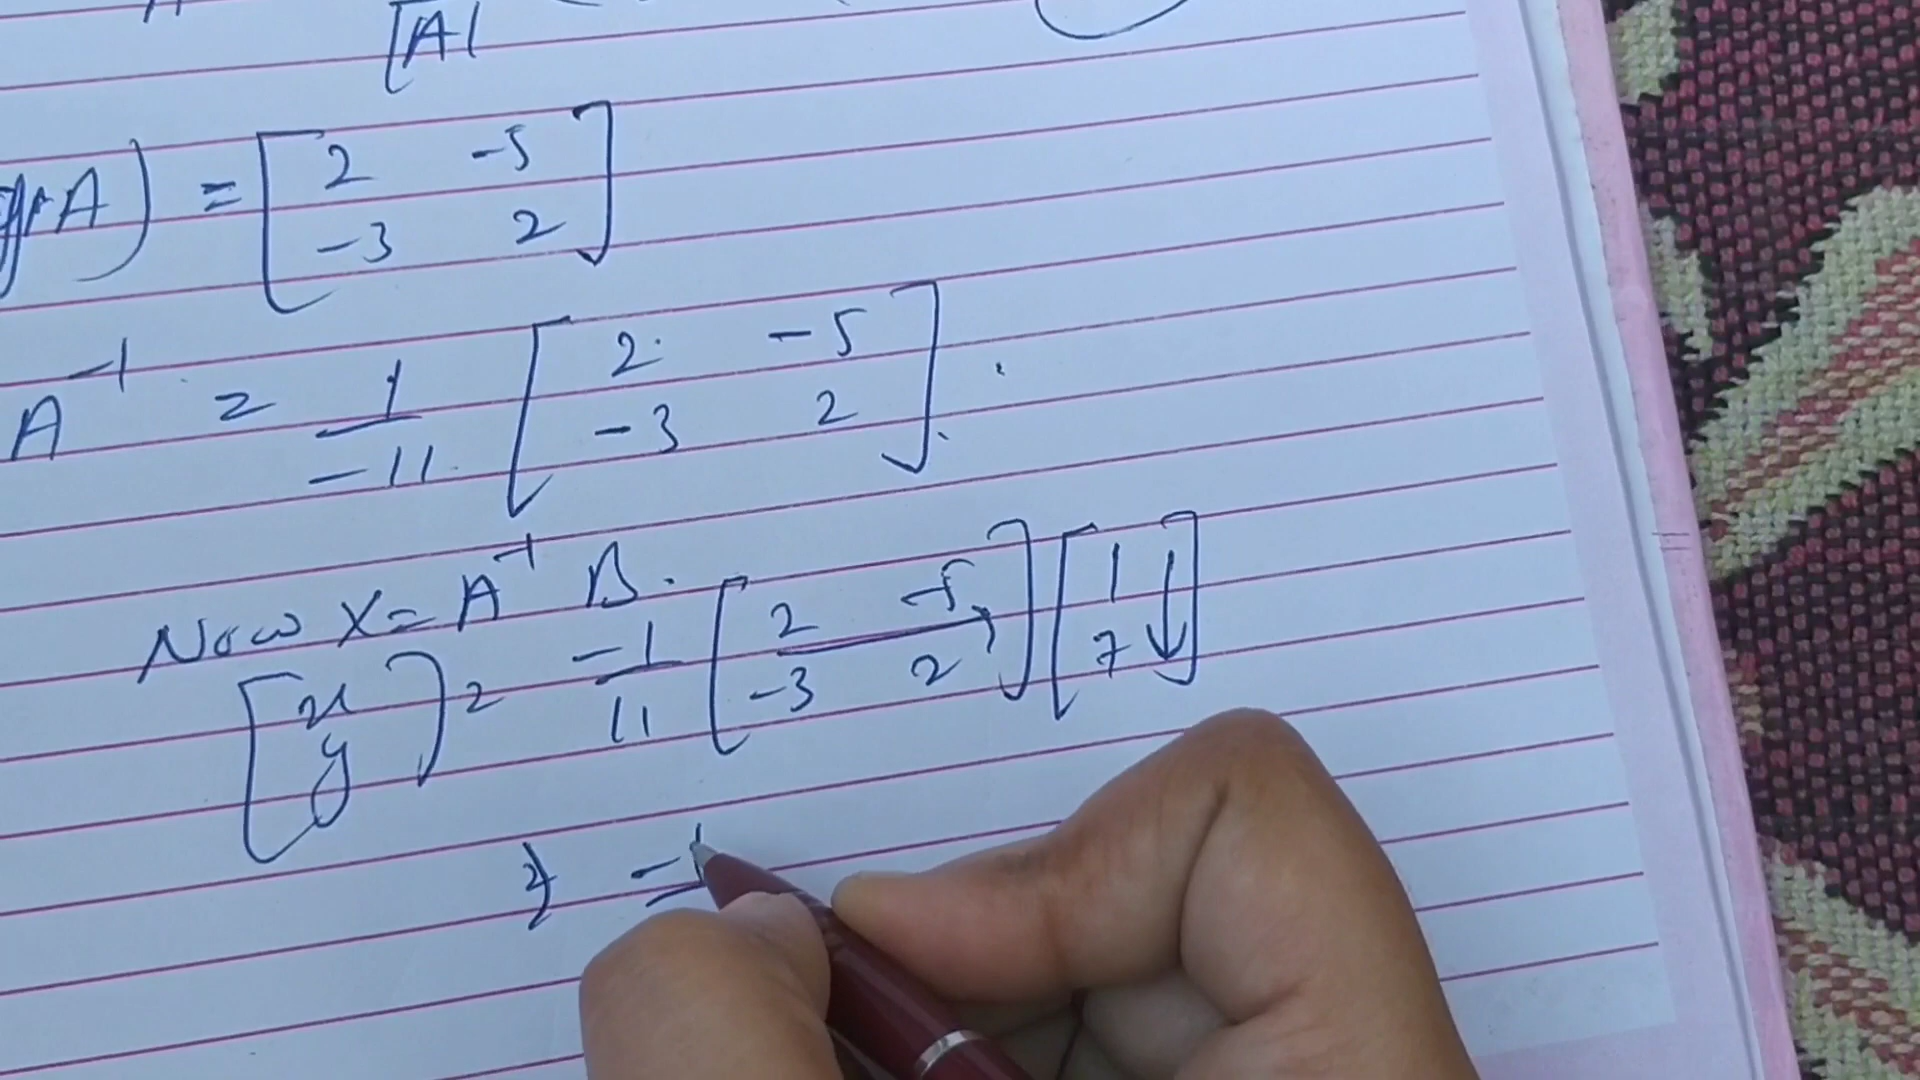 |A|
A) = [ 2 -5
-3 2 ]
A⁻¹ = 1/-11 [ 2 -5
-3 2 ]
Now X = A⁻¹ B.
[ x y ] = -1/11 [ 2 -5 -3 2 ] [ 1 7 ]
-1